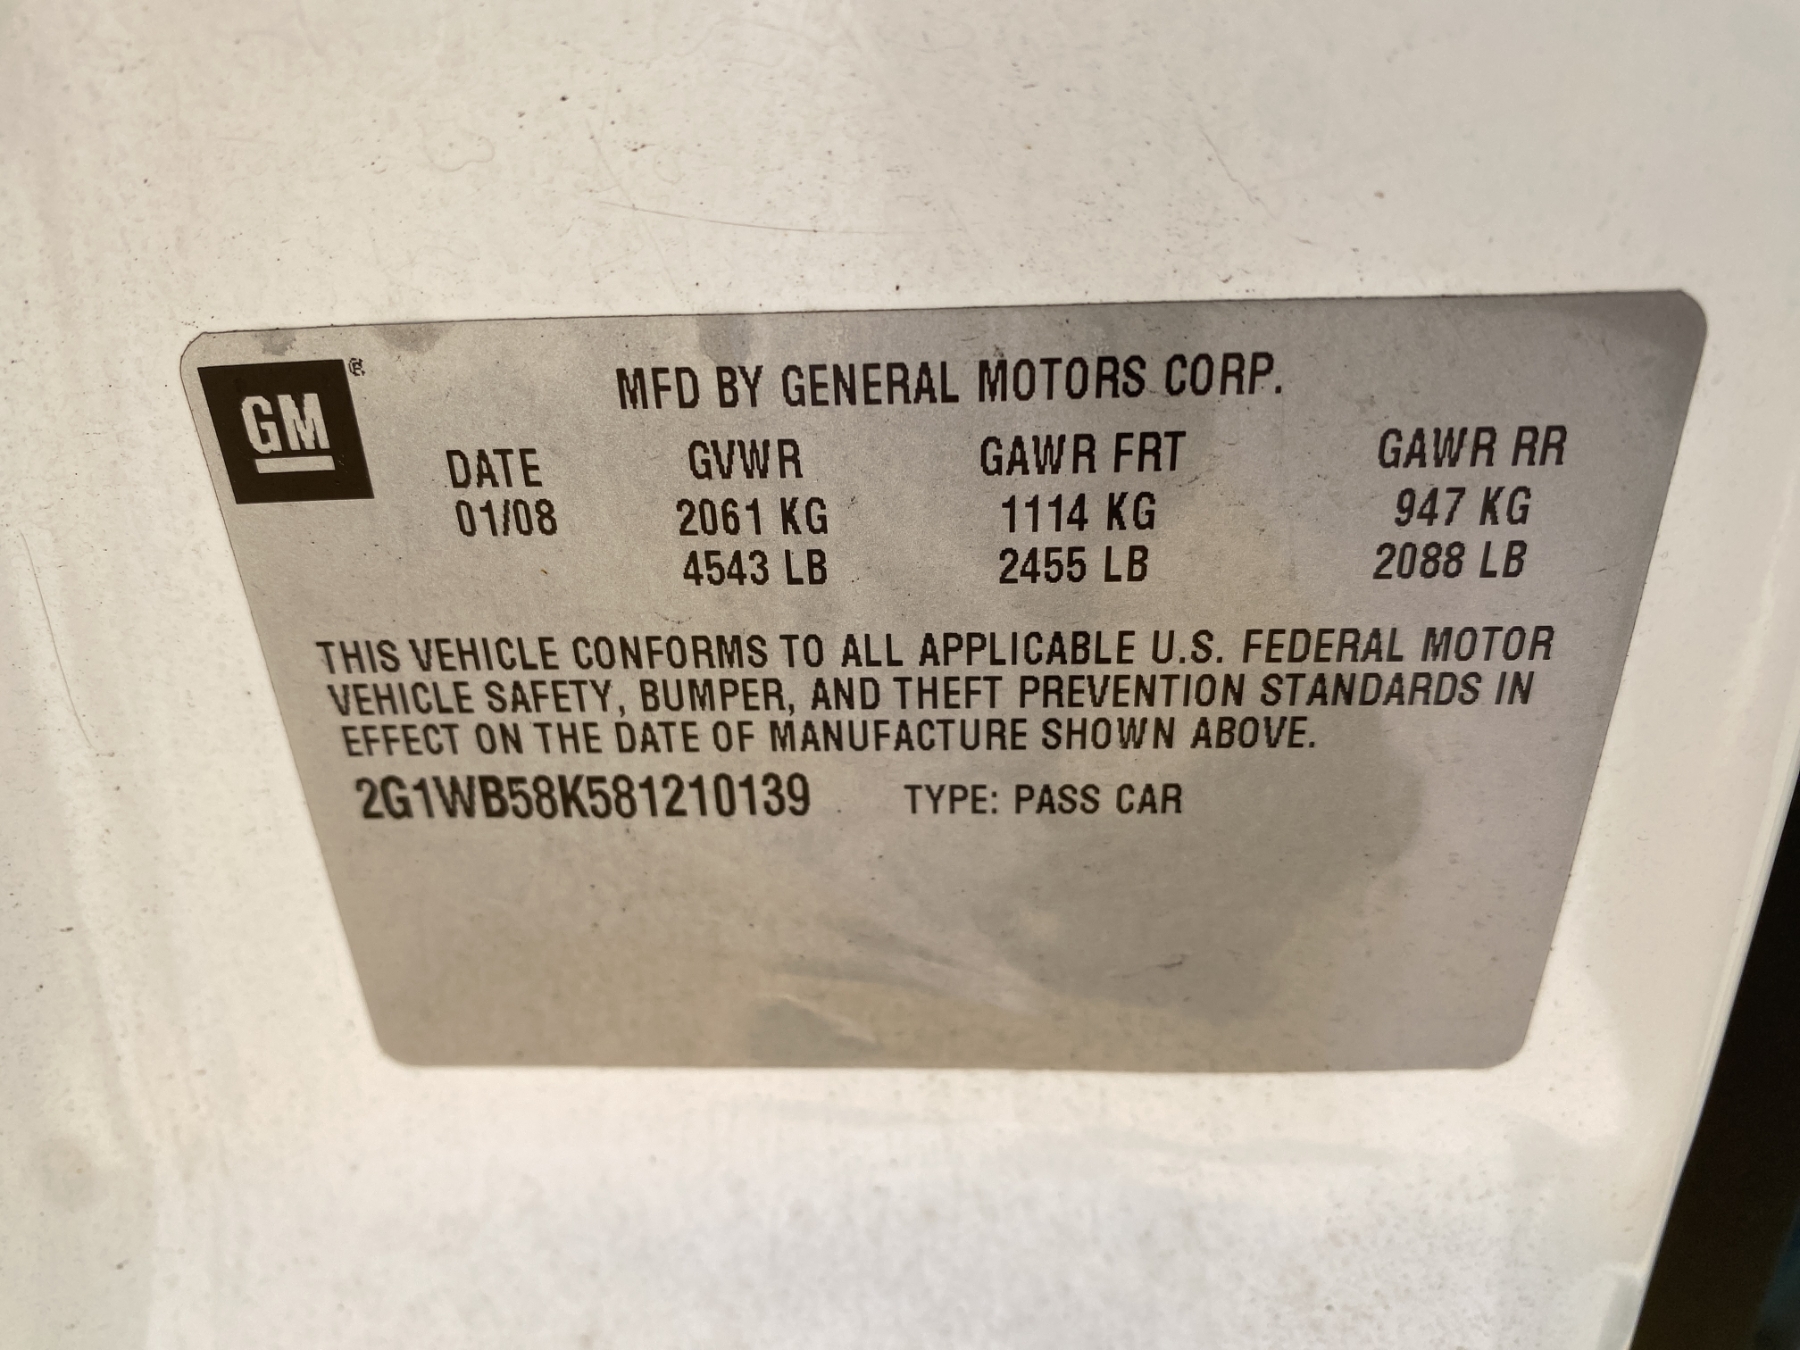 GM ®
MFD BY GENERAL MOTORS CORP.
DATE GVWR GAWR FRT GAWR RR
01/08 2061 KG 1114 KG 947 KG
4543 LB 2455 LB 2088 LB
THIS VEHICLE CONFORMS TO ALL APPLICABLE U.S. FEDERAL MOTOR
VEHICLE SAFETY, BUMPER, AND THEFT PREVENTION STANDARDS IN
EFFECT ON THE DATE OF MANUFACTURE SHOWN ABOVE.
2G1WB58K581210139 TYPE: PASS CAR